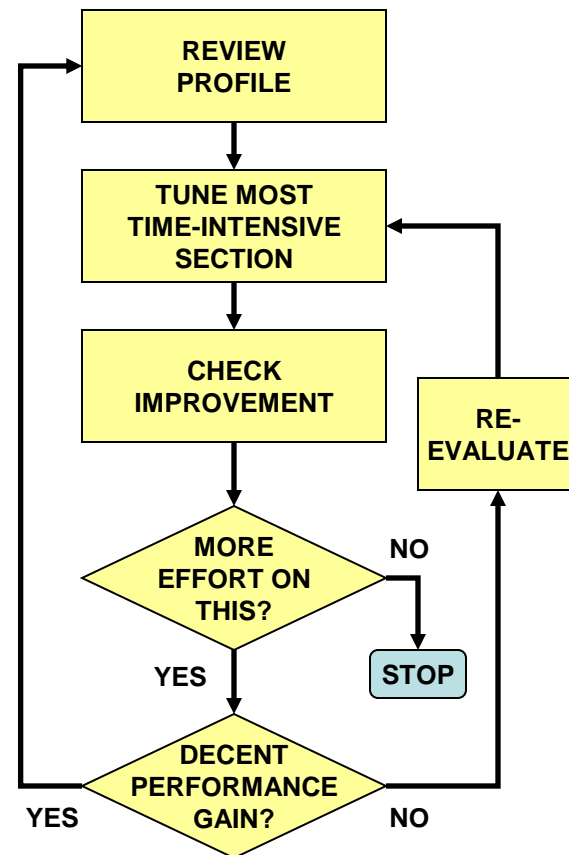 REVIEW
PROFILE
TUNE MOST
TIME-INTENSIVE
SECTION
CHECK
IMPROVEMENT
RE-
EVALUATE
MORE
EFFORT ON
THIS?
NO
STOP
YES
DECENT
PERFORMANCE
GAIN?
YES
NO